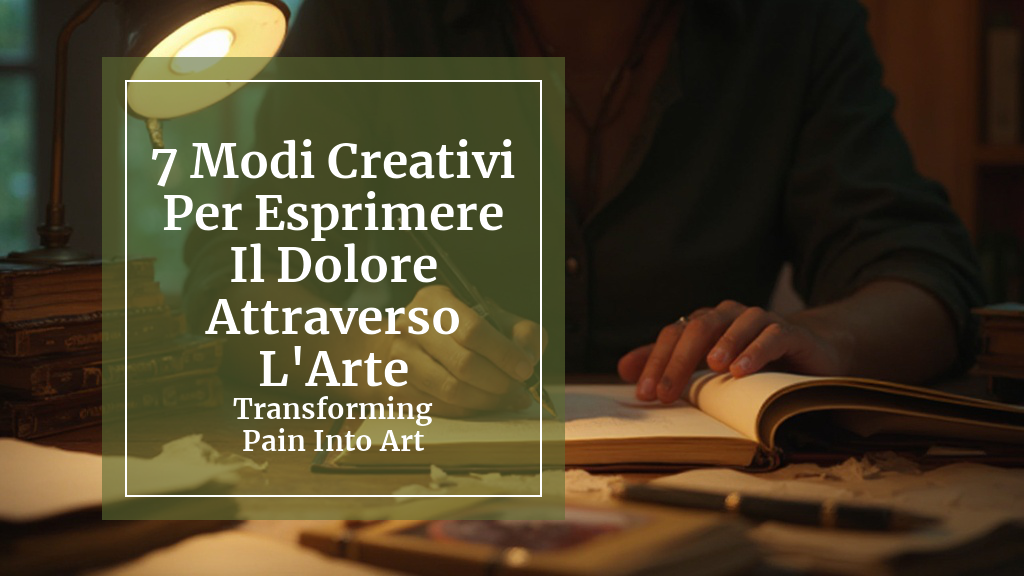 7 Modi Creativi
Per Esprimere
Il Dolore
Attraverso
L'Arte
Transforming
Pain Into Art